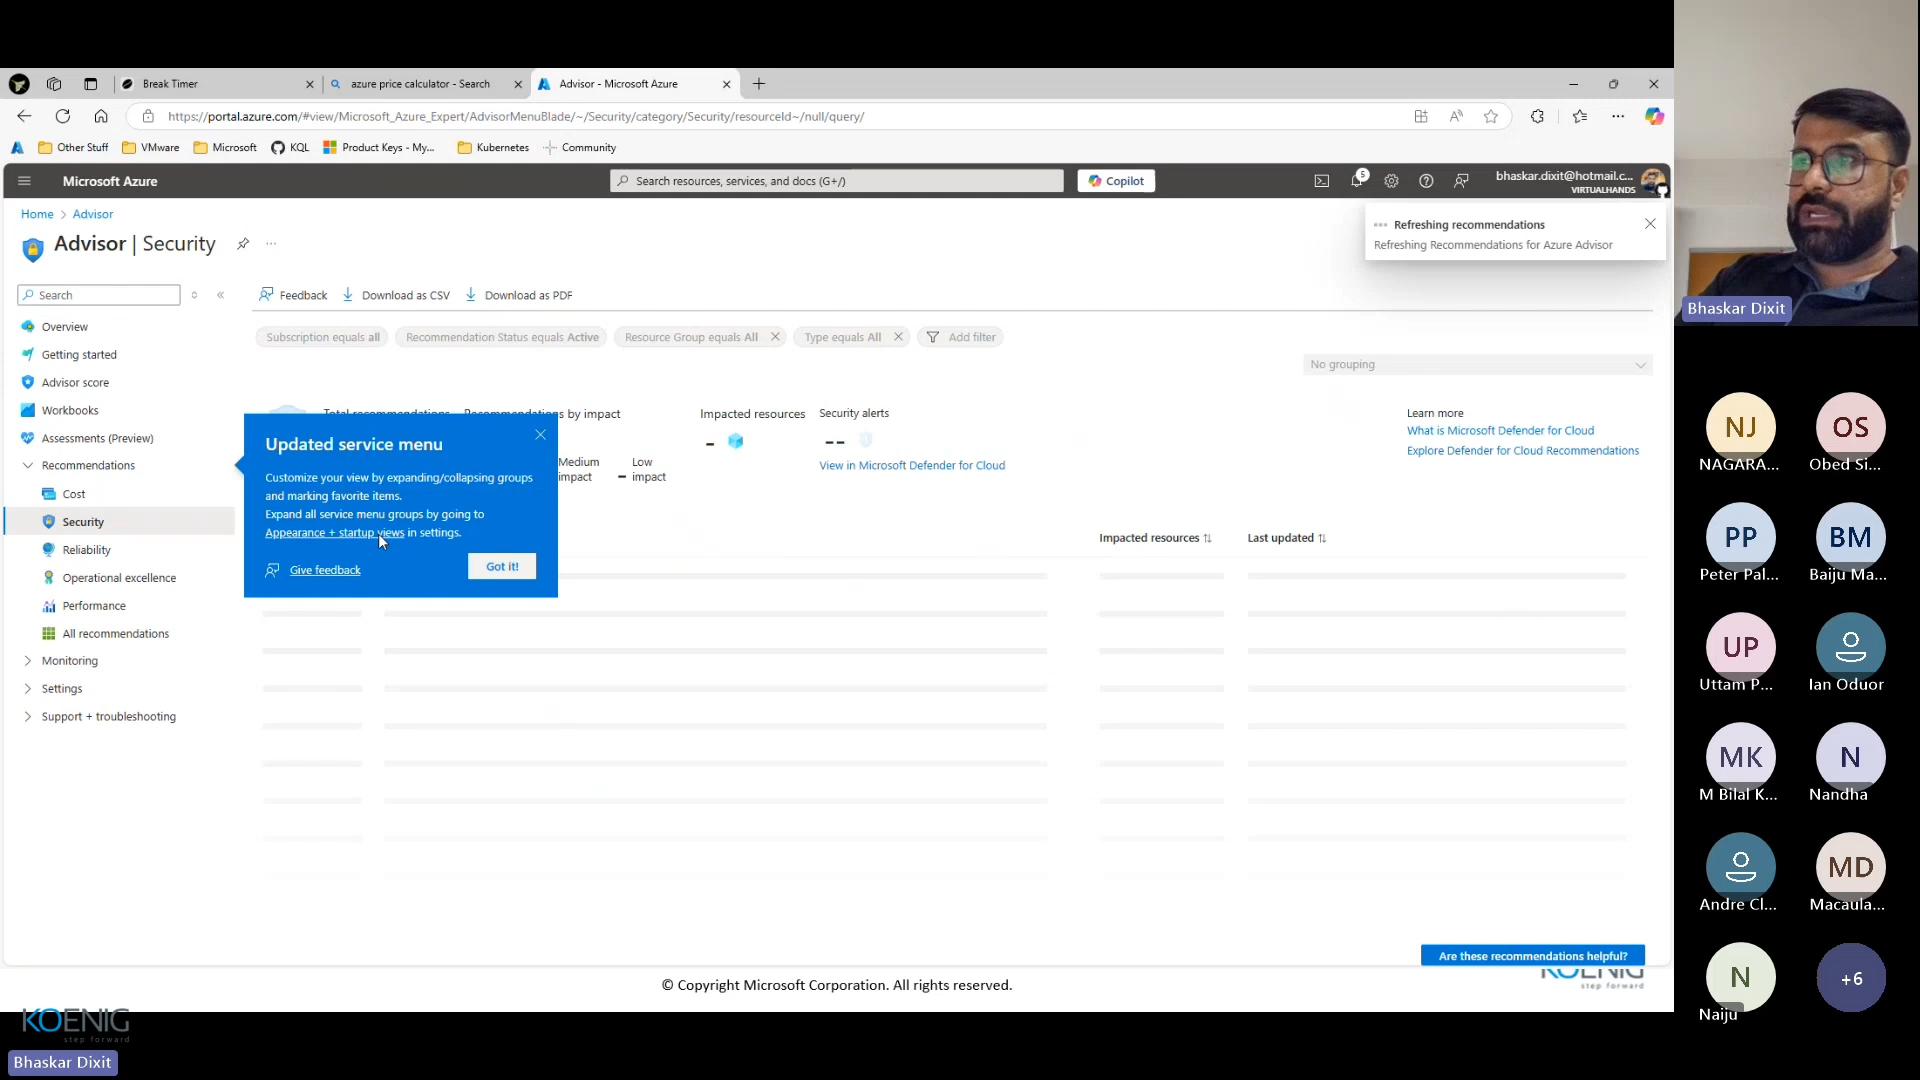 Break Timer
azure price calculator - Search
Advisor - Microsoft Azure
https://portal.azure.com/#view/Microsoft_Azure_Expert/AdvisorMenuBlade/~/Security/category/Security/resourceId~/null/query/
Other Stuff
VMware
Microsoft
KQL
Product Keys - My...
Kubernetes
Community
Microsoft Azure
Search resources, services, and docs (G+/)
Copilot
5
bhaskar.dixit@hotmail.c...
VIRTUALHANDS
Home > Advisor
Refreshing recommendations
Refreshing Recommendations for Azure Advisor
Advisor | Security
Search
Feedback
Download as CSV
Download as PDF
Overview
Getting started
Advisor score
Workbooks
Assessments (Preview)
Recommendations
Cost
Security
Reliability
Operational excellence
Performance
All recommendations
Monitoring
Settings
Support + troubleshooting
Subscription equals all
Recommendation Status equals Active
Resource Group equals All
Type equals All
Add filter
No grouping
Total recommendations
Recommendations by impact
Impacted resources
Security alerts
Medium
impact
Low
impact
View in Microsoft Defender for Cloud
Learn more
What is Microsoft Defender for Cloud
Explore Defender for Cloud Recommendations
Updated service menu
Customize your view by expanding/collapsing groups
and marking favorite items.
Expand all service menu groups by going to
Appearance + startup views in settings.
Give feedback
Got it!
Impacted resources
Last updated
Are these recommendations helpful?
© Copyright Microsoft Corporation. All rights reserved.
KOENIG
step forward
KOENIG
step forward
Bhaskar Dixit
Bhaskar Dixit
NJ
NAGARA...
OS
Obed Si...
PP
Peter Pal...
BM
Baiju Ma...
UP
Uttam P...
Ian Oduor
MK
M Bilal K...
N
Nandha
Andre Cl...
MD
Macaula...
N
Naiju
+6